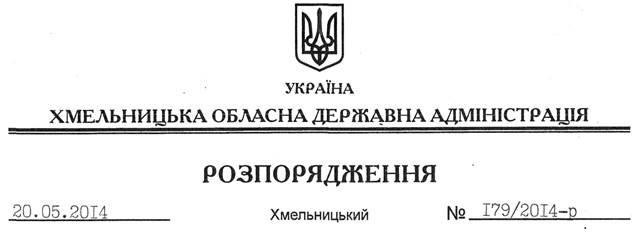 УКРАЇНА
ХМЕЛЬНИЦЬКА ОБЛАСНА ДЕРЖАВНА АДМІНІСТРАЦІЯ
РОЗПОРЯДЖЕННЯ
20.05.2014 Хмельницький № 179/2014-р